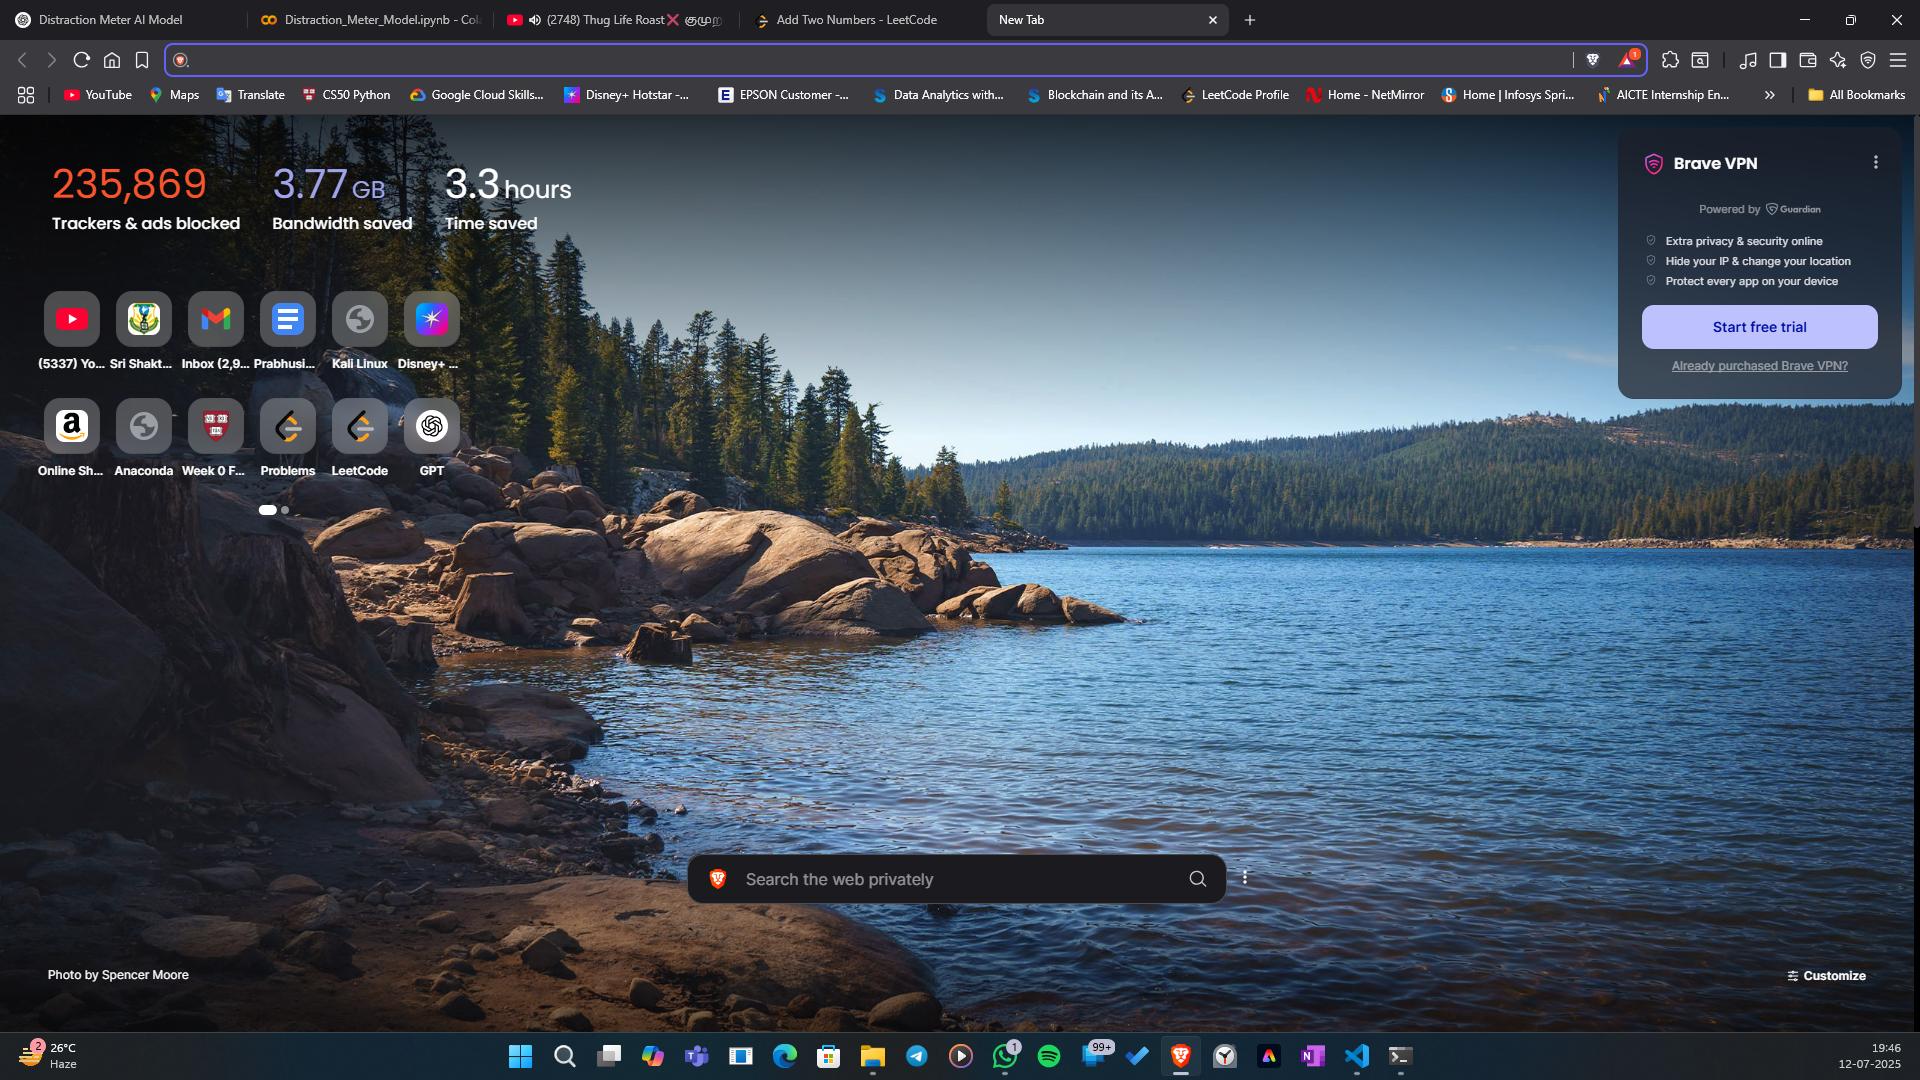 Distraction Meter AI Model
Distraction_Meter_Model.ipynb - Col
(2748) Thug Life Roast❌ குமுற
Add Two Numbers - LeetCode
New Tab
YouTube
Maps
Translate
CS50 Python
Google Cloud Skills...
Disney+ Hotstar -...
EPSON Customer -...
Data Analytics with...
Blockchain and its A...
LeetCode Profile
Home - NetMirror
Home | Infosys Spri...
AICTE Internship En...
All Bookmarks
235,869
Trackers & ads blocked
3.77 GB
Bandwidth saved
3.3 hours
Time saved
Brave VPN
Powered by Guardian
Extra privacy & security online
Hide your IP & change your location
Protect every app on your device
Start free trial
Already purchased Brave VPN?
(5337) Yo...
Sri Shakt...
Inbox (2,9...
Prabhusi...
Kali Linux
Disney+ ...
Online Sh...
Anaconda
Week 0 F...
Problems
LeetCode
GPT
Search the web privately
Photo by Spencer Moore
Customize
2
26°C
Haze
1
99+
19:46
12-07-2025